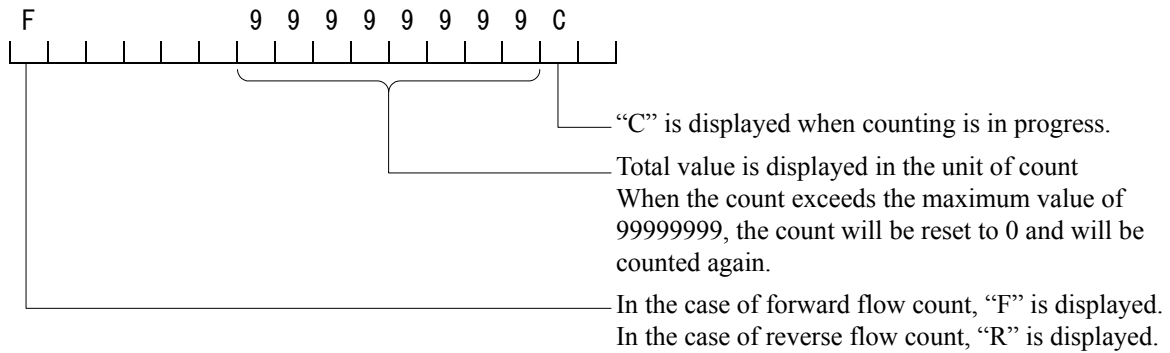 F 9 9 9 9 9 9 9 9 C
“C” is displayed when counting is in progress.
Total value is displayed in the unit of count
When the count exceeds the maximum value of
99999999, the count will be reset to 0 and will be
counted again.
In the case of forward flow count, “F” is displayed.
In the case of reverse flow count, “R” is displayed.